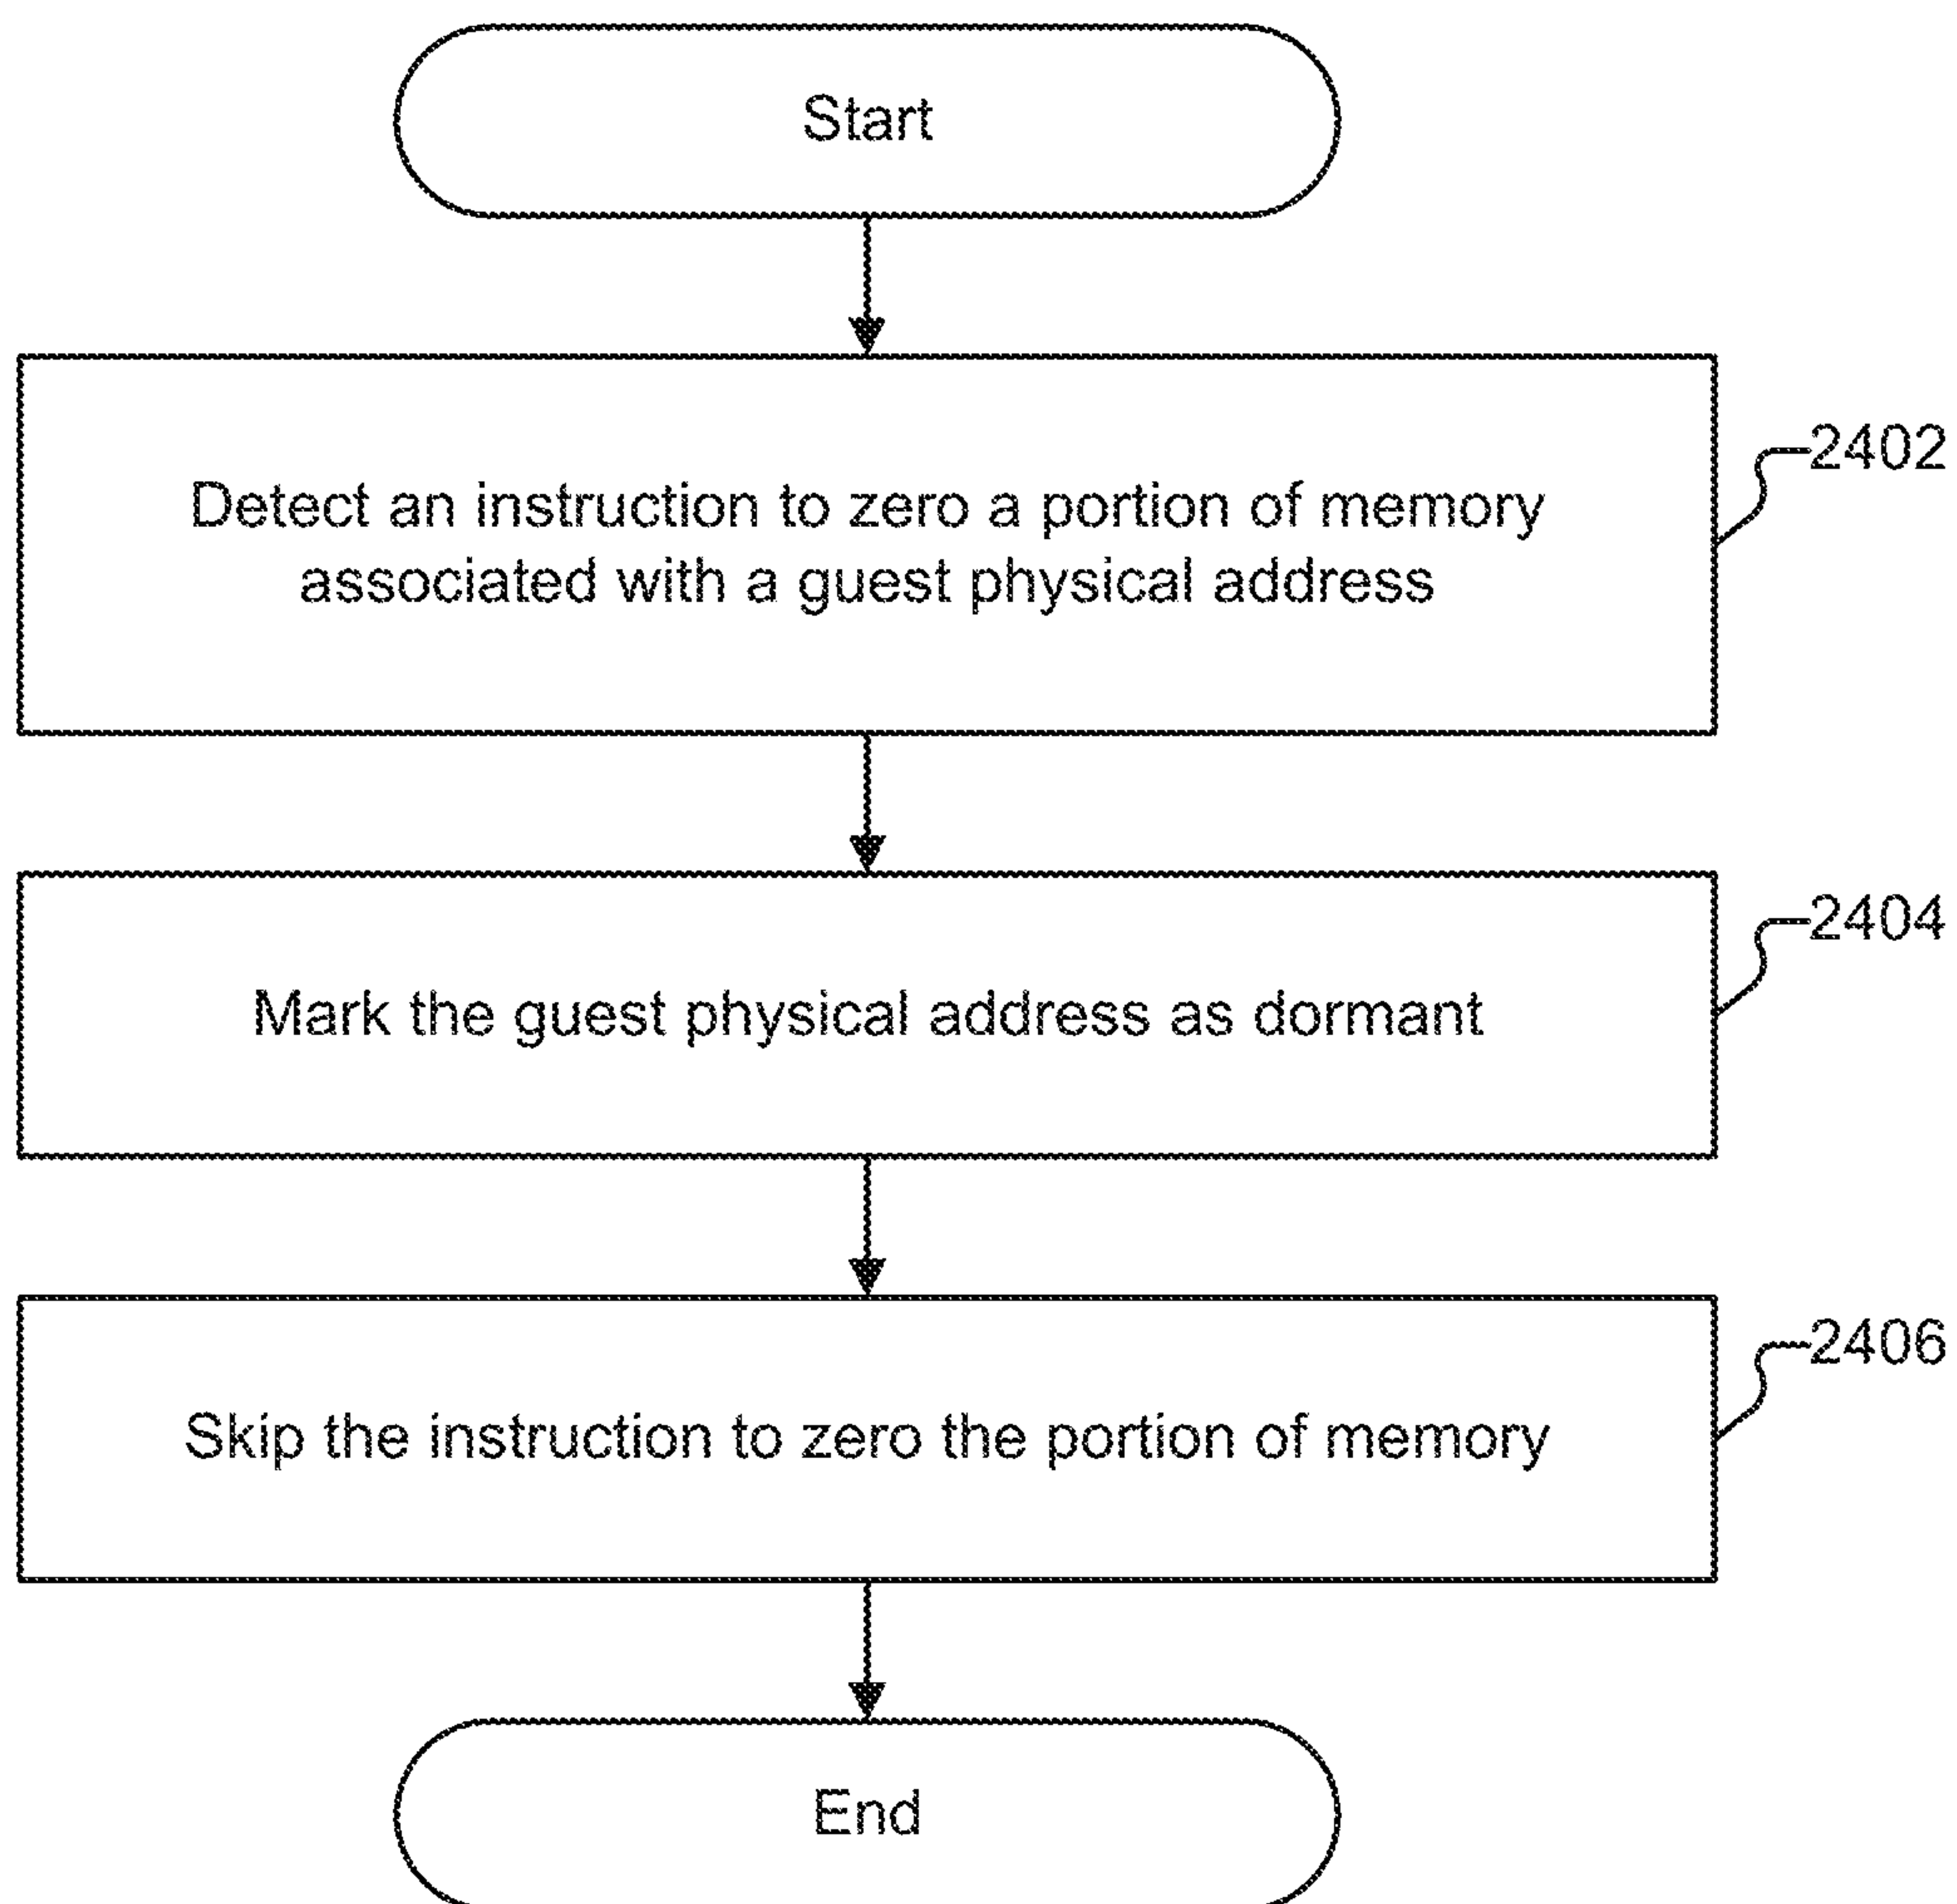 Start
Detect an instruction to zero a portion of memory
associated with a guest physical address
2402
Mark the guest physical address as dormant
2404
Skip the instruction to zero the portion of memory
2406
End